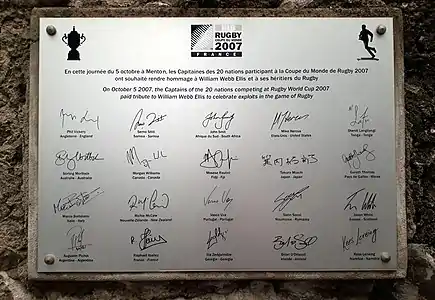 RUGBY
COUPE DU MONDE
2007
FRANCE
En cette journée du 5 octobre à Menton, les Capitaines des 20 nations participant à la Coupe du Monde de Rugby 2007
ont souhaité rendre hommage à William Webb Ellis et à ses héritiers du Rugby
On October 5 2007, the Captains of the 20 nations competing at Rugby World Cup 2007
paid tribute to William Webb Ellis to celebrate exploits in the game of Rugby
Phil Vickery
Angleterre - England
Semo Sititi
Samoa - Samoa
John Smit
Afrique du Sud - South Africa
Mike Hercus
Etats-Unis - United States
Nili Latu
Tonga - Tonga
Stirling Mortlock
Australie - Australia
Morgan Williams
Canada - Canada
Mosese Rauluni
Fidji - Fiji
Takuro Miuchi
Japon - Japan
Gareth Thomas
Pays de Galles - Wales
Marco Bortolami
Italie - Italy
Richie McCaw
Nouvelle-Zélande - New Zealand
Vasco Uva
Portugal - Portugal
Sorin Socol
Roumanie - Romania
Jason White
Ecosse - Scotland
Augustin Pichot
Argentine - Argentina
Raphaël Ibañez
France - France
Ilia Zedginidze
Géorgie - Georgia
Brian O'Driscoll
Irlande - Ireland
Kees Lensing
Namibie - Namibia